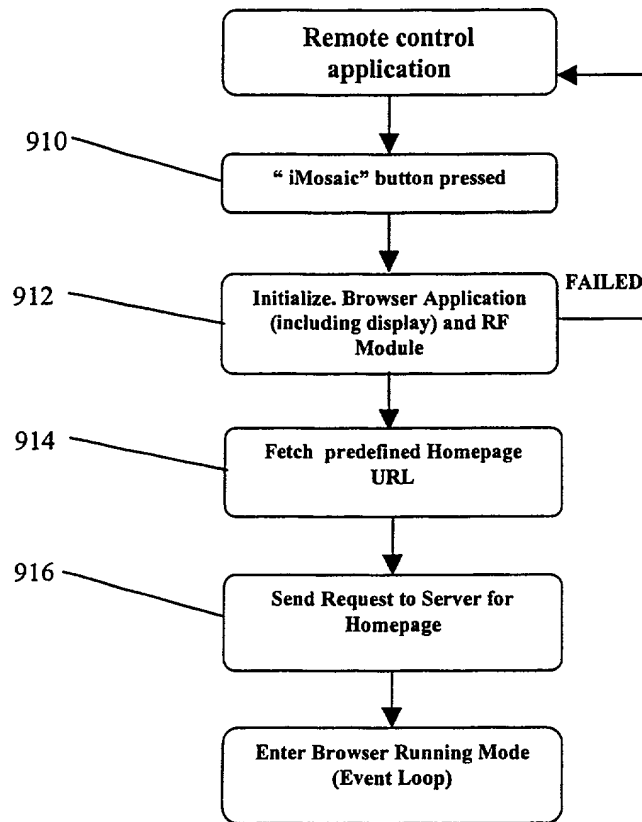 Remote control
application
910
“ iMosaic” button pressed
912
FAILED
Initialize. Browser Application
(including display) and RF
Module
914
Fetch predefined Homepage
URL
916
Send Request to Server for
Homepage
Enter Browser Running Mode
(Event Loop)